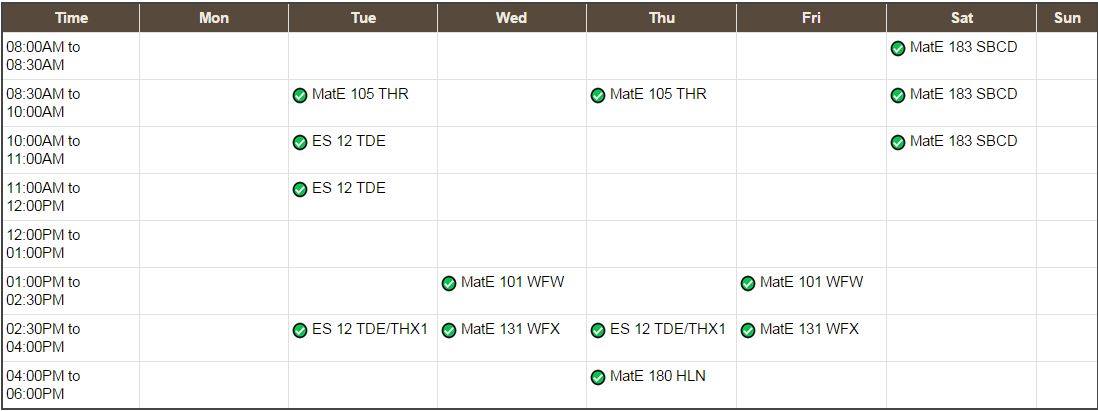 Time Mon Tue Wed Thu Fri Sat Sun
08:00AM to MatE 183 SBCD
08:30AM
08:30AM to MatE 105 THR MatE 105 THR MatE 183 SBCD
10:00AM
10:00AM to ES 12 TDE MatE 183 SBCD
11:00AM
11:00AM to ES 12 TDE
12:00PM
12:00PM to
01:00PM
01:00PM to MatE 101 WFW MatE 101 WFW
02:30PM
02:30PM to ES 12 TDE/THX1 MatE 131 WFX ES 12 TDE/THX1 MatE 131 WFX
04:00PM
04:00PM to MatE 180 HLN
06:00PM